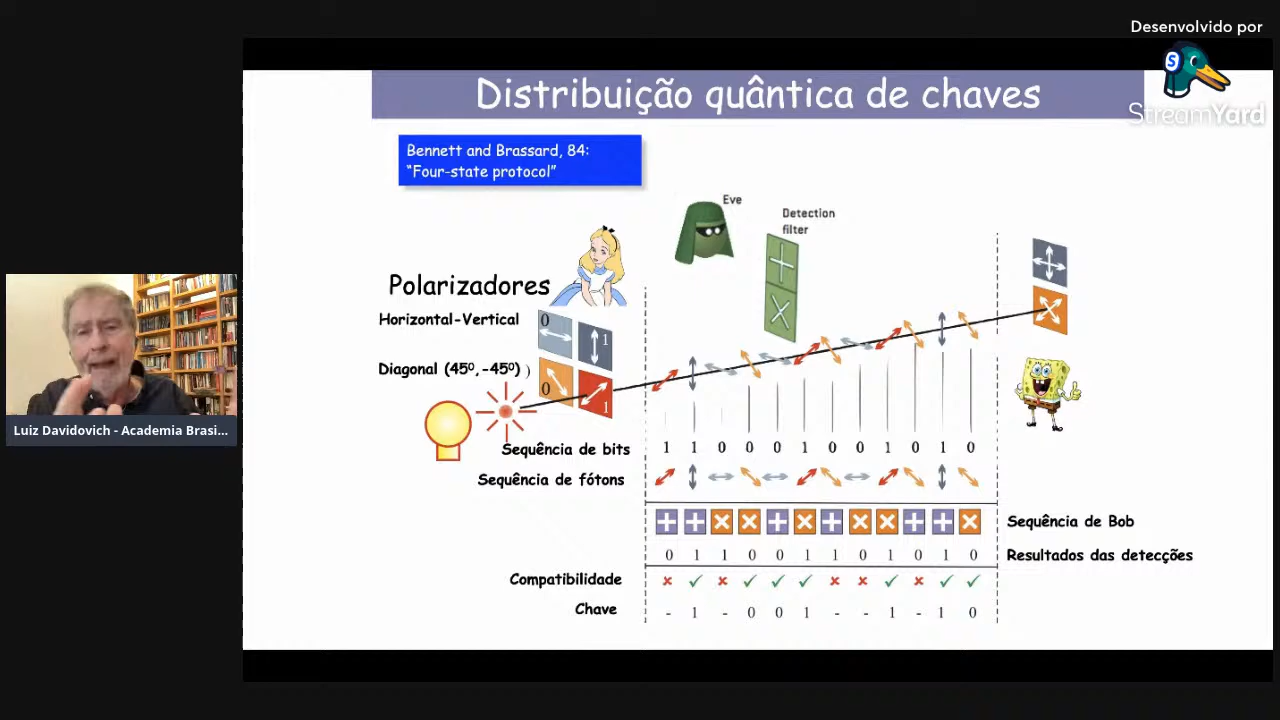 Desenvolvido por
S
StreamYard
Distribuição quântica de chaves
Bennett and Brassard, 84:
"Four-state protocol"
Eve
Detection
filter
Polarizadores
Horizontal-Vertical
0
1
Diagonal (45⁰, -45⁰) )
0
1
Luiz Davidovich - Academia Brasi...
Sequência de bits
1 1 0 0 0 1 0 0 1 0 1 0
Sequência de fótons
Sequência de Bob
0 1 1 0 0 1 1 0 1 0 1 0
Resultados das detecções
Compatibilidade
Chave
- 1 - 0 0 1 - - 1 - 1 0